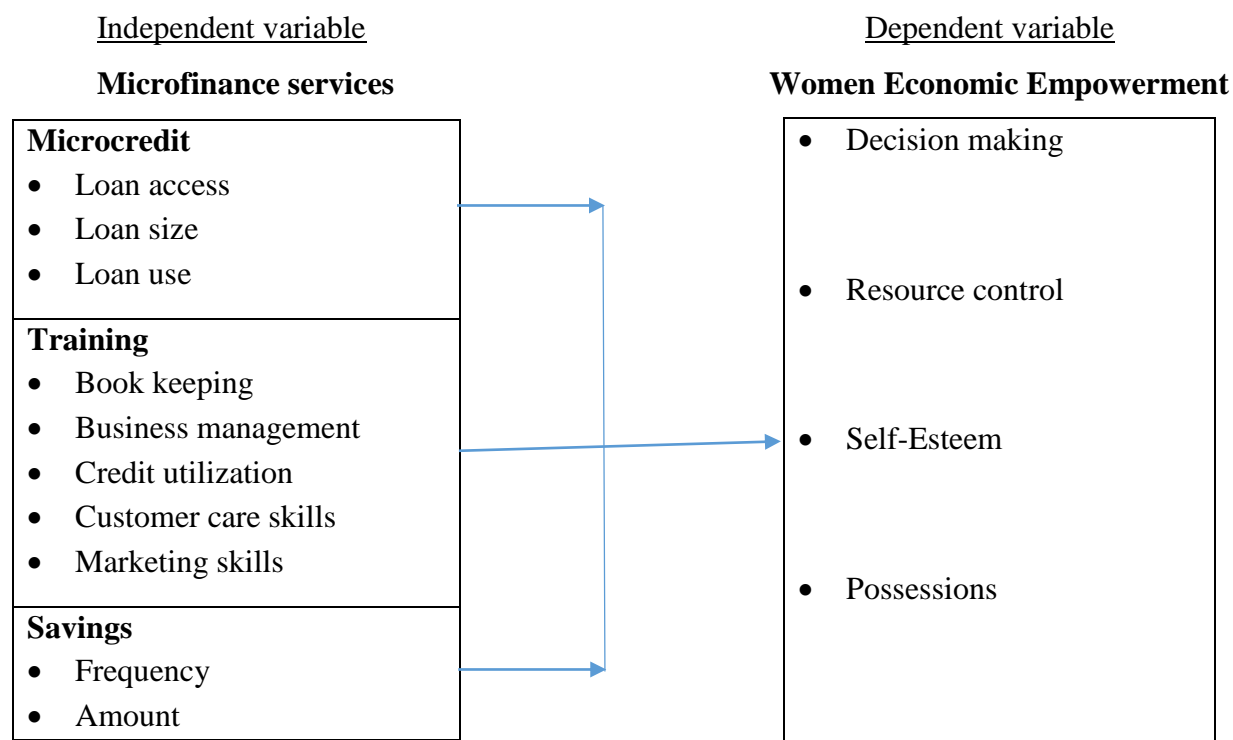 Independent variable
Dependent variable
Microfinance services
Women Economic Empowerment
Microcredit
• Loan access
• Loan size
• Loan use
Training
• Book keeping
• Business management
• Credit utilization
• Customer care skills
• Marketing skills
Savings
• Frequency
• Amount
• Decision making
• Resource control
• Self-Esteem
• Possessions